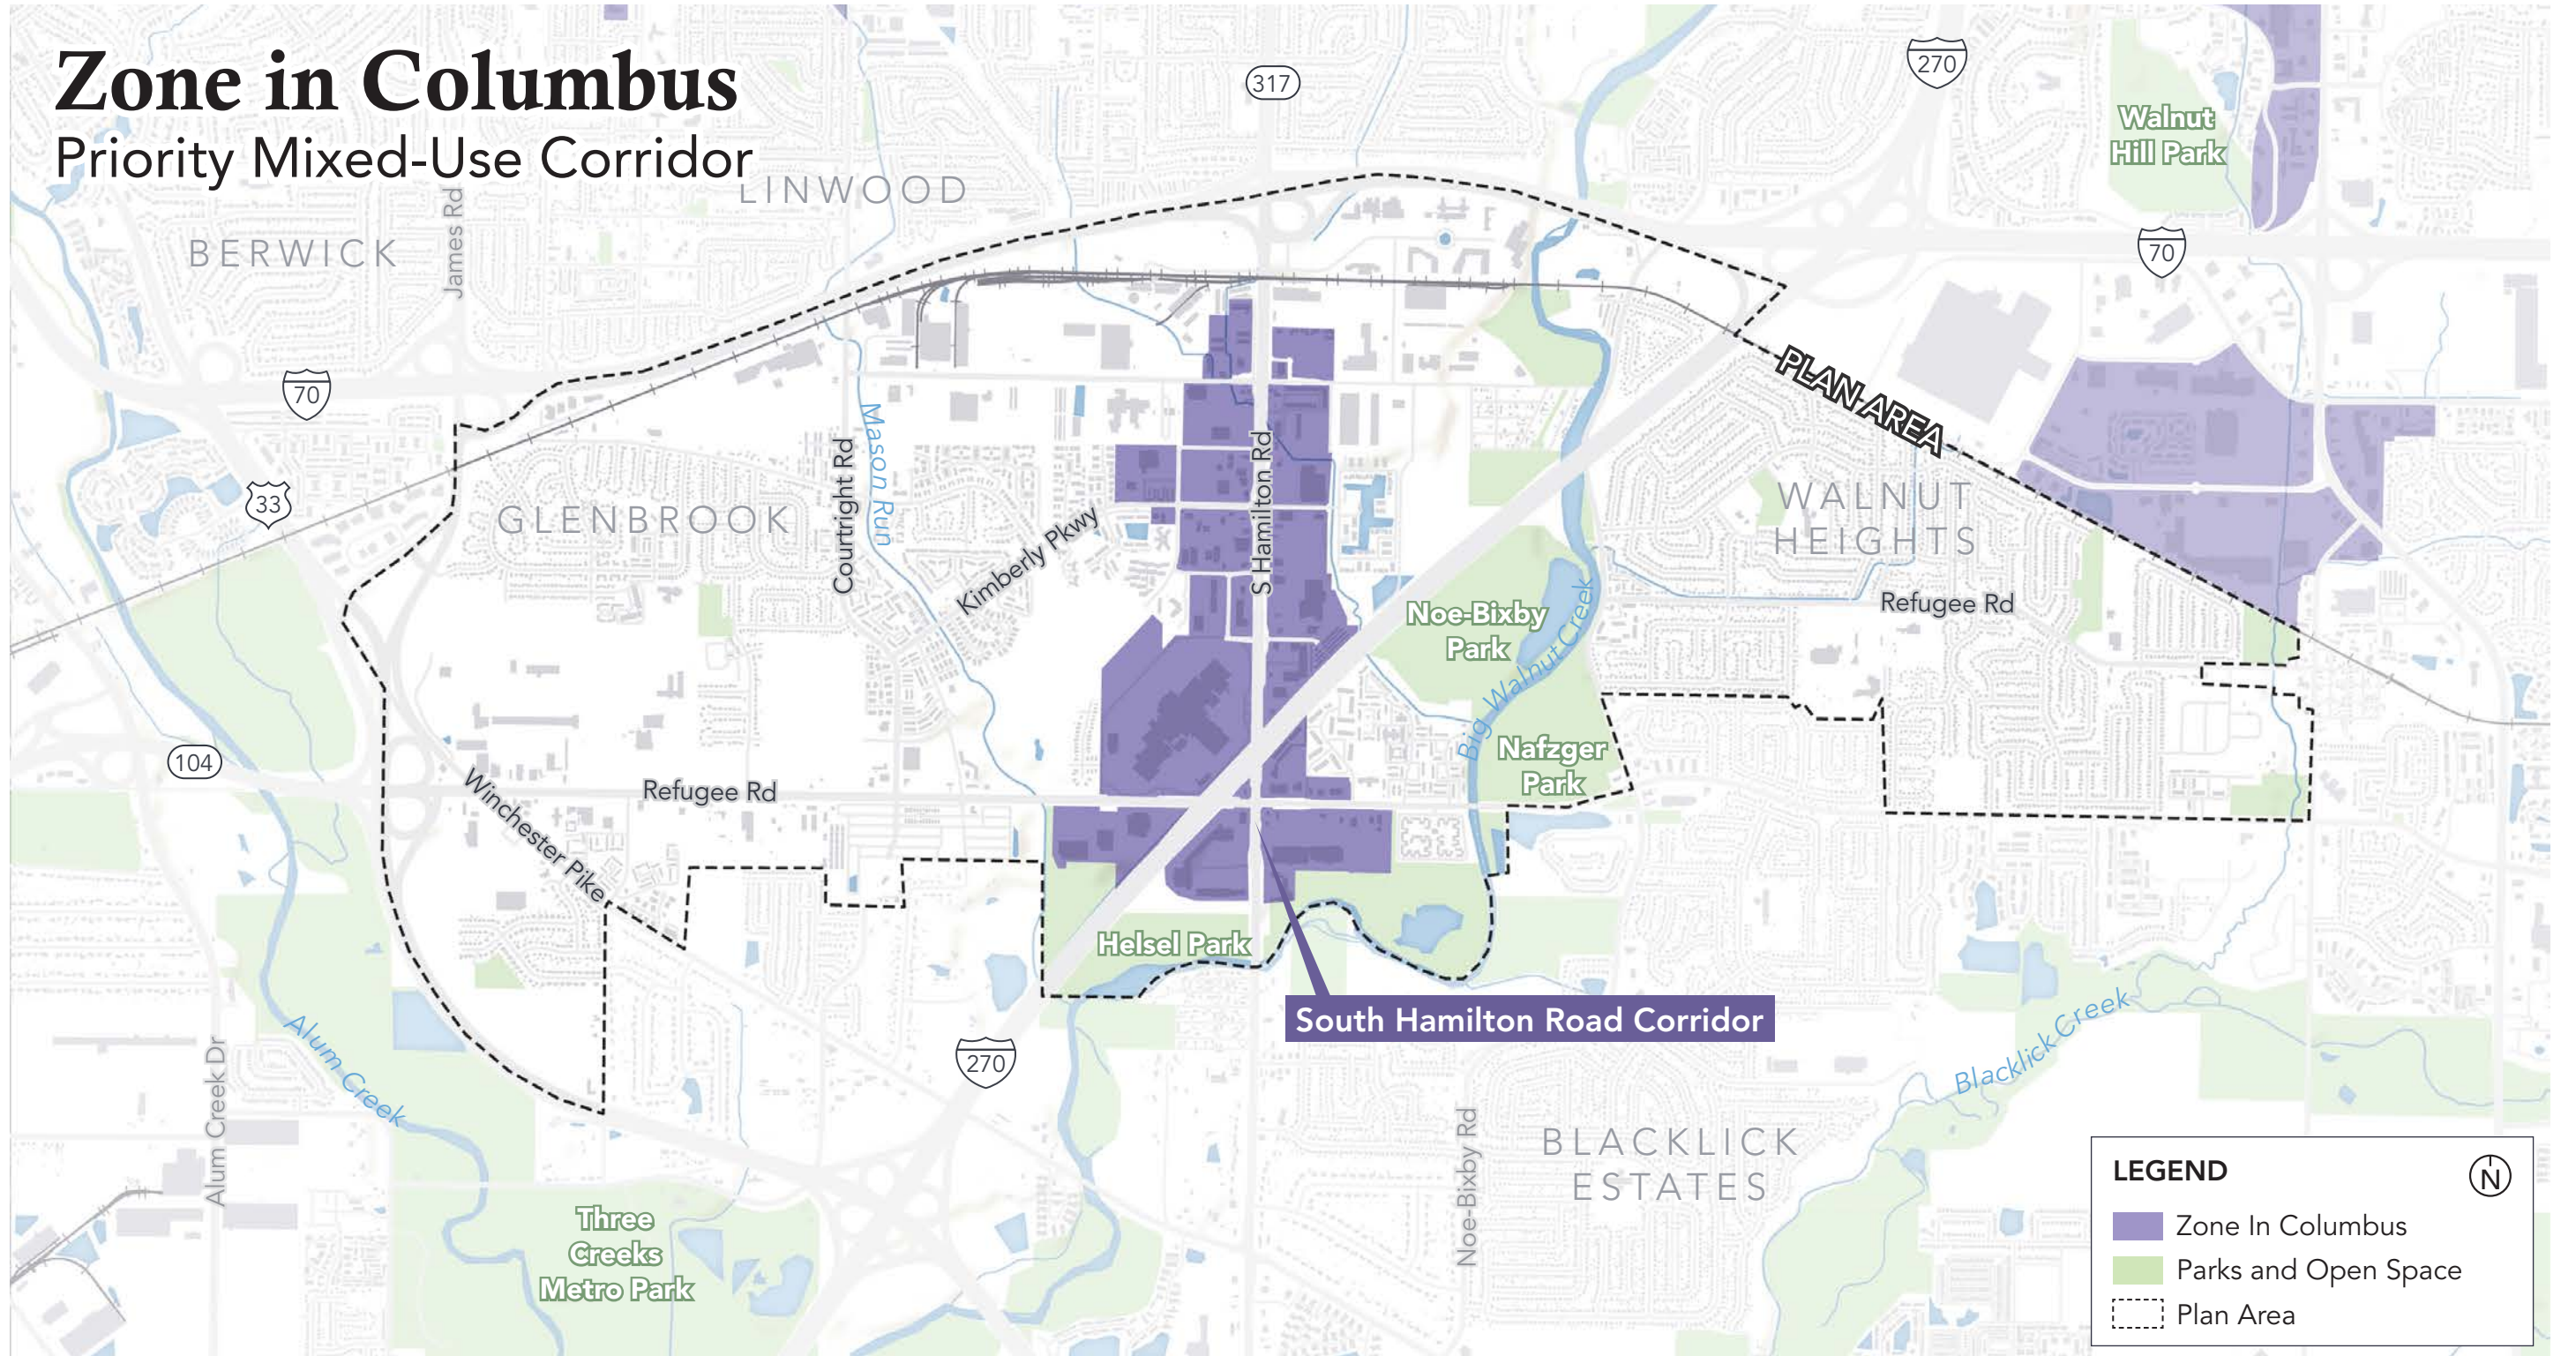 Zone in Columbus
Priority Mixed-Use Corridor
317
270
Walnut
Hill Park
LINWOOD
BERWICK
James Rd
70
70
PLAN AREA
33
GLENBROOK
Courtright Rd
Mason Run
Kimberly Pkwy
S Hamilton Rd
WALNUT
HEIGHTS
Refugee Rd
Noe-Bixby
Park
Big Walnut Creek
Nafzger
Park
104
Winchester Pike
Refugee Rd
Helsel Park
South Hamilton Road Corridor
270
Alum Creek
Alum Creek Dr
Blacklick Creek
Noe-Bixby Rd
BLACKLICK
ESTATES
Three
Creeks
Metro Park
LEGEND
N
Zone In Columbus
Parks and Open Space
Plan Area